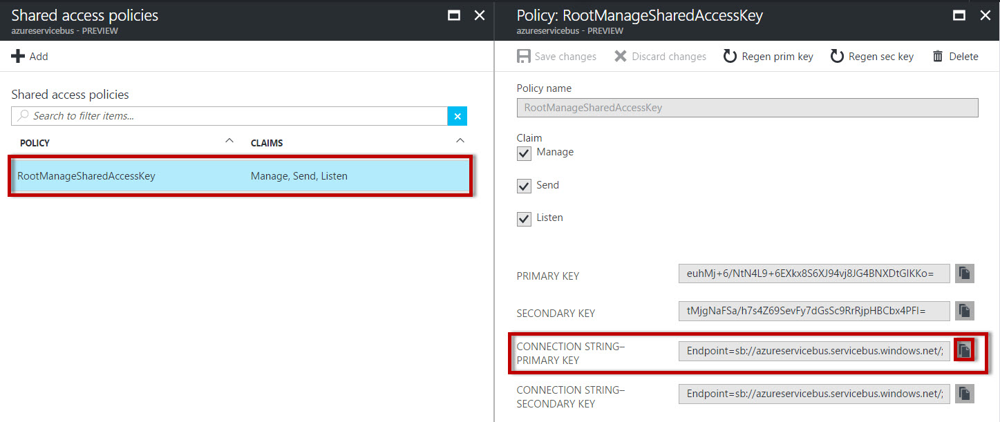 Shared access policies
azureservicebus - PREVIEW
Add
Shared access policies
Search to filter items...
POLICY CLAIMS
RootManageSharedAccessKey Manage, Send, Listen
Policy: RootManageSharedAccessKey
azureservicebus - PREVIEW
Save changes Discard changes Regen prim key Regen sec key Delete
Policy name
RootManageSharedAccessKey
Claim
Manage
Send
Listen
PRIMARY KEY euhMj+6/NtN4L9+6EXkx8S6XJ94vj8JG4BNXDtGIKKo=
SECONDARY KEY tMjgNaFSa/h7s4Z69SevFy7dGsSc9RrRjpHBCbx4PFI=
CONNECTION STRING–
PRIMARY KEY
Endpoint=sb://azureservicebus.servicebus.windows.net/;
CONNECTION STRING–
SECONDARY KEY
Endpoint=sb://azureservicebus.servicebus.windows.net/;